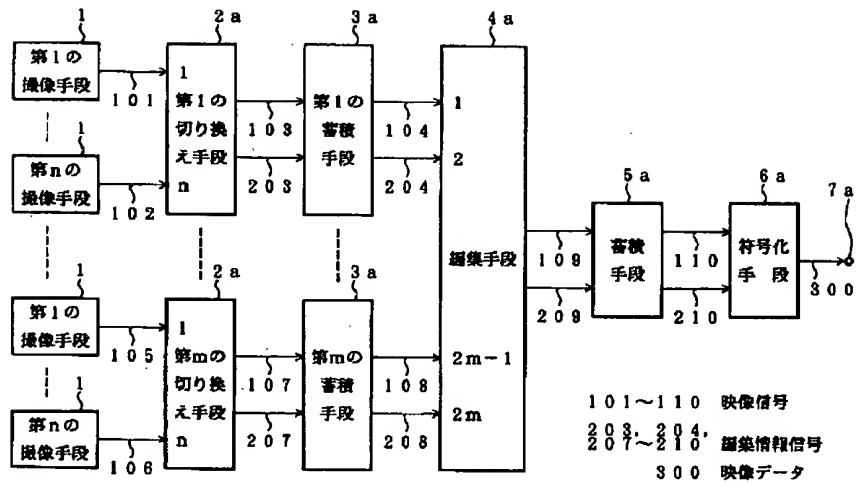 1
第1の
撮像手段
101
1
第nの
撮像手段
102
2a
1
第1の
切り換
え手段
n
103
203
3a
第1の
蓄積
手段
104
204
4a
1
2
編集手段
2m-1
2m
1
第1の
撮像手段
105
1
第nの
撮像手段
106
2a
1
第mの
切り換
え手段
n
107
207
3a
第mの
蓄積
手段
108
208
109
209
5a
蓄積
手段
110
210
6a
符号化
手段
7a
300
101~110 映像信号
203, 204,
207~210 編集情報信号
300 映像データ